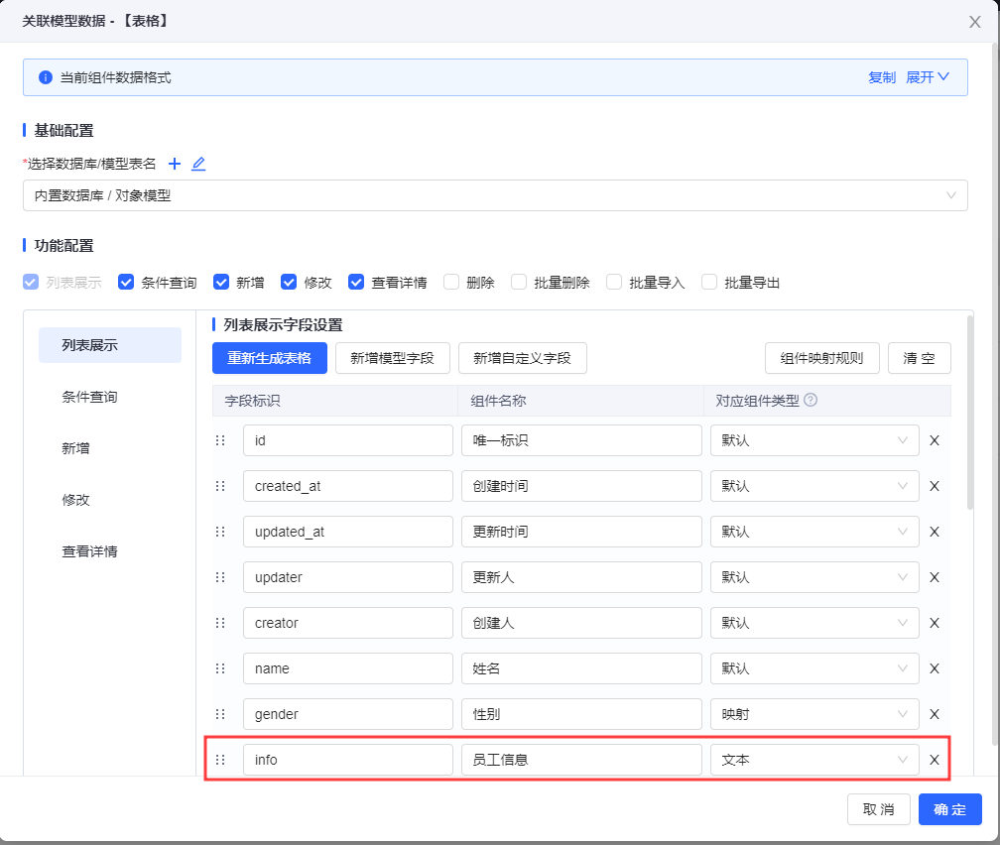 关联模型数据 - 【表格】
X
当前组件数据格式 复制 展开
基础配置
*选择数据库/模型表名
内置数据库 / 对象模型
功能配置
列表展示 条件查询 新增 修改 查看详情 删除 批量删除 批量导入 批量导出
列表展示
条件查询
新增
修改
查看详情
列表展示字段设置
重新生成表格 新增模型字段 新增自定义字段 组件映射规则 清 空
字段标识 组件名称 对应组件类型
id 唯一标识 默认 X
created_at 创建时间 默认 X
updated_at 更新时间 默认 X
updater 更新人 默认 X
creator 创建人 默认 X
name 姓名 默认 X
gender 性别 映射 X
info 员工信息 文本 X
取 消 确 定